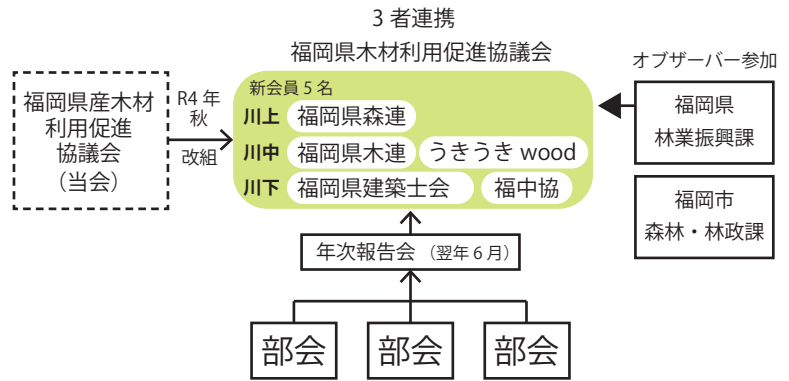 3者連携
福岡県木材利用促進協議会
福岡県産木材
利用促進
協議会
（当会）
R4年
秋
改組
新会員5名
川上 福岡県森連
川中 福岡県木連 うきうきwood
川下 福岡県建築士会 福中協
オブザーバー参加
福岡県
林業振興課
福岡市
森林・林政課
年次報告会（翌年6月）
部会 部会 部会